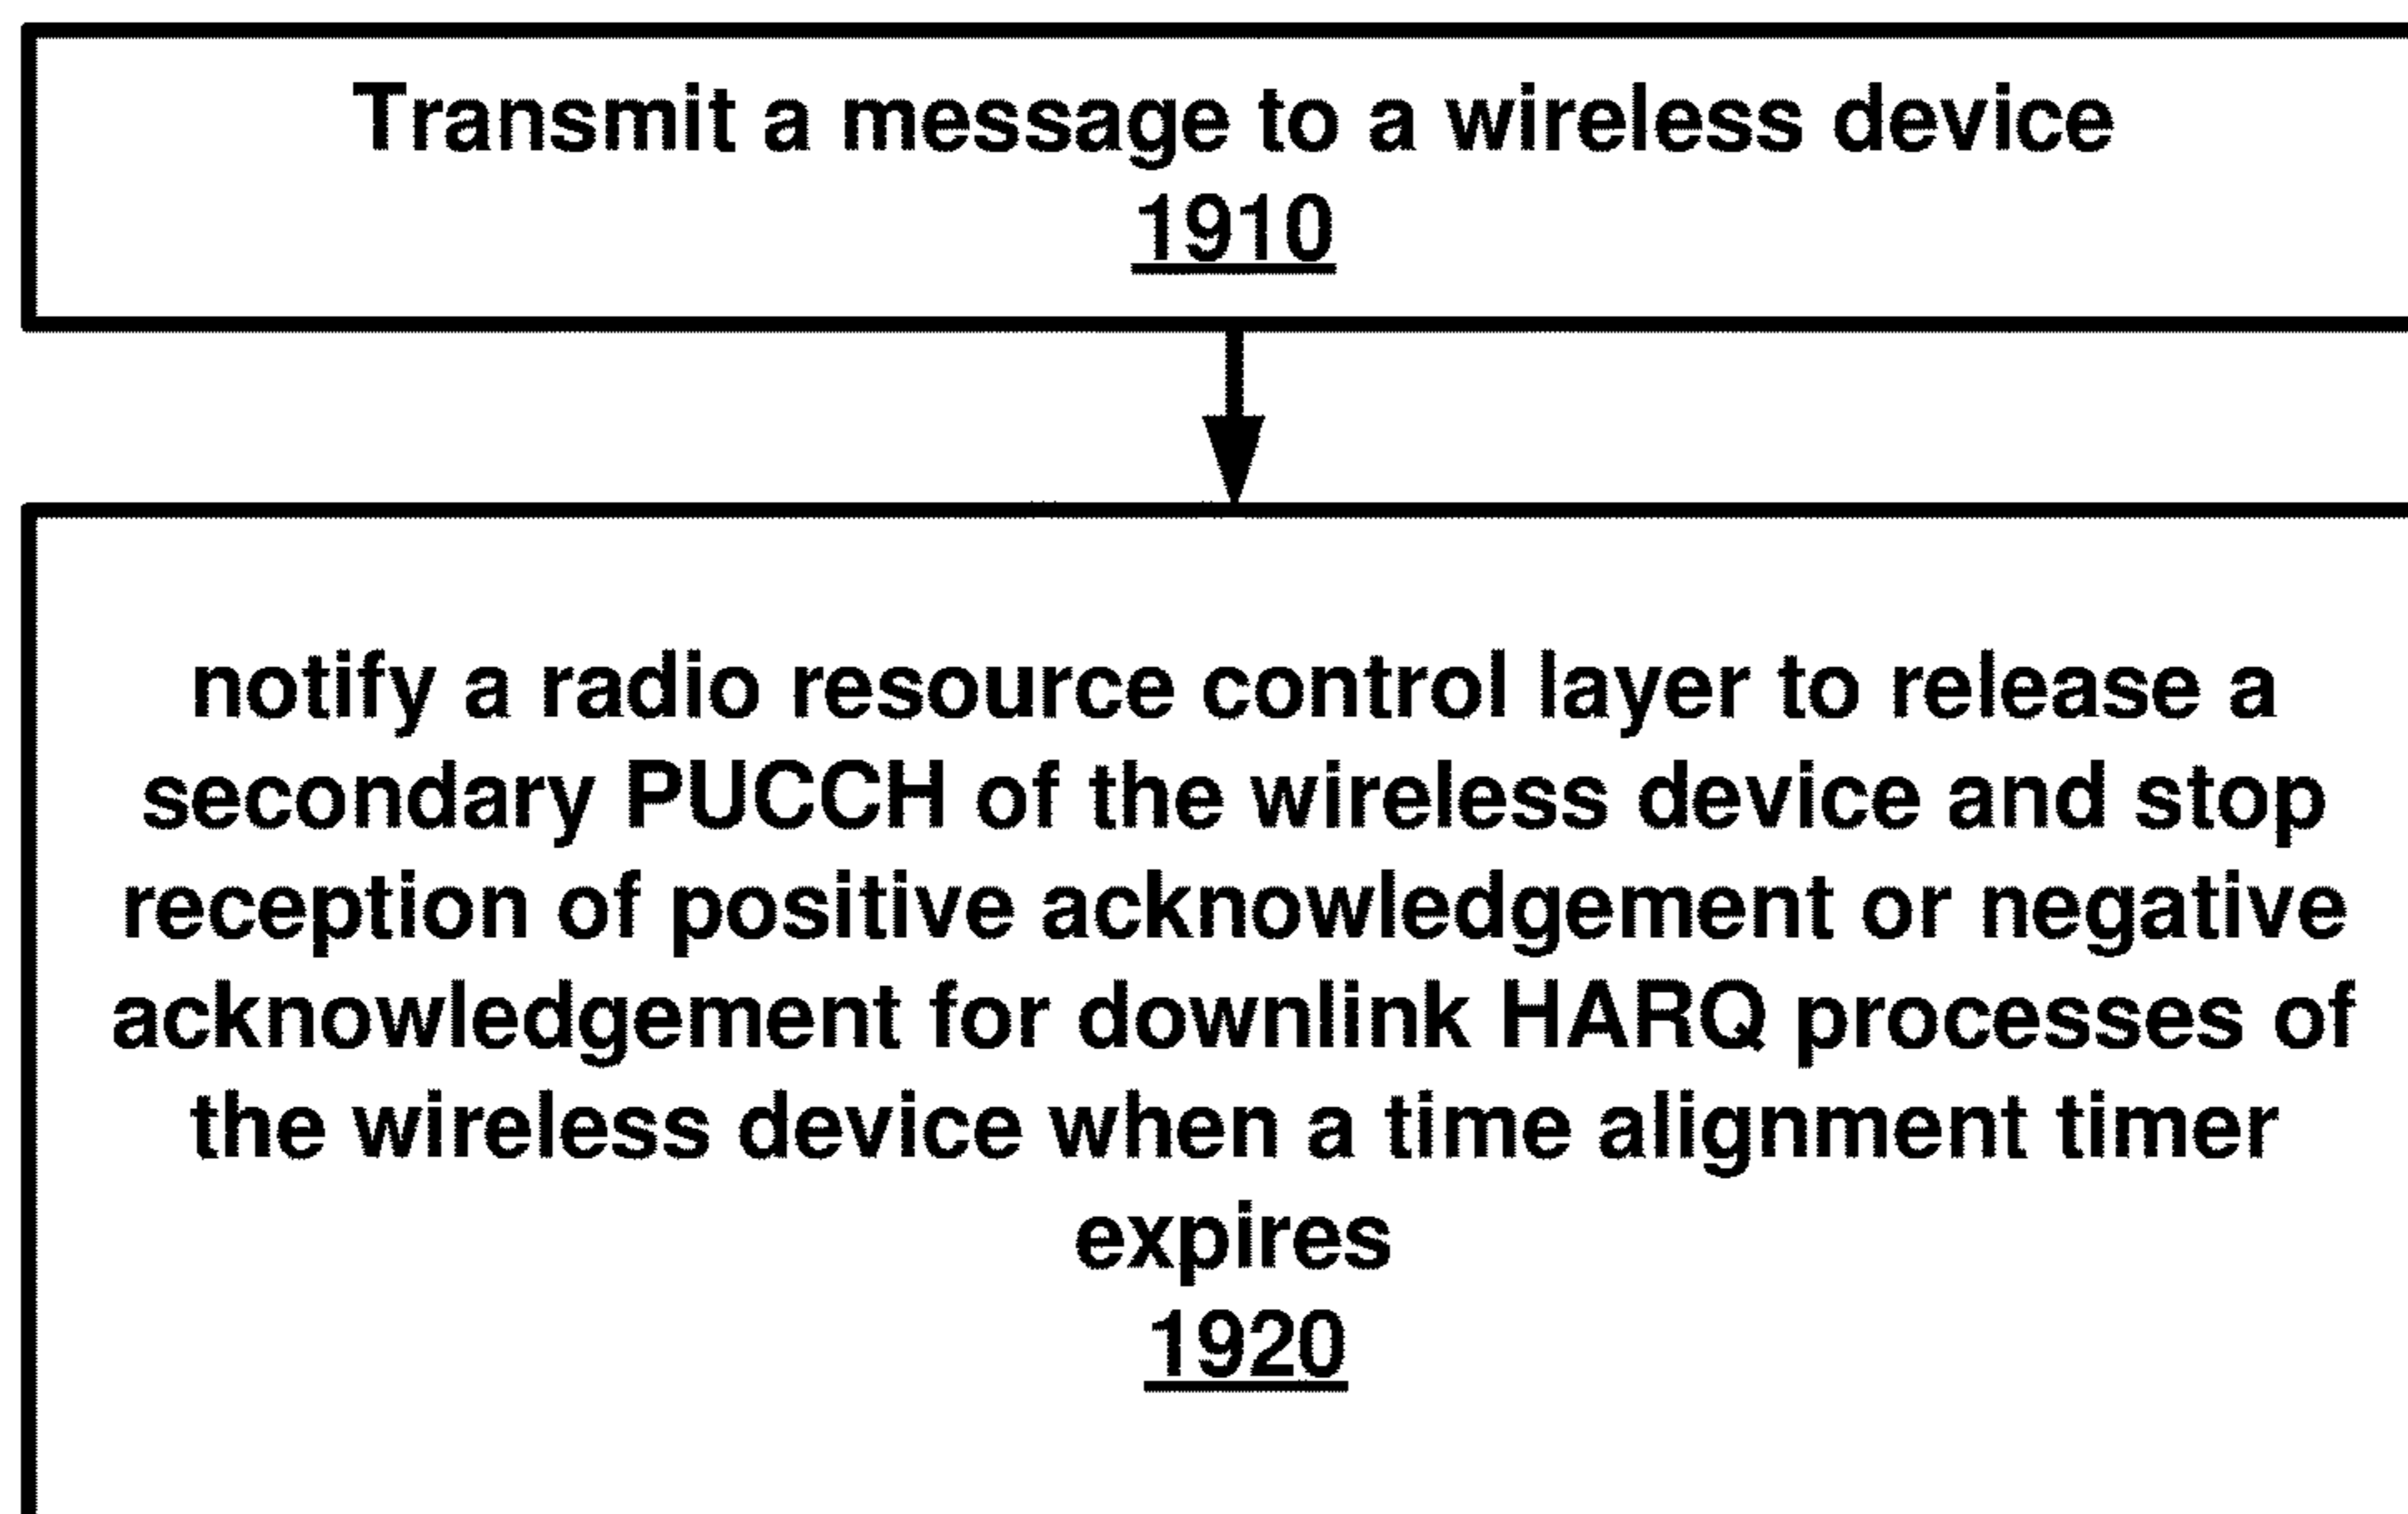 Transmit a message to a wireless device
1910
notify a radio resource control layer to release a
secondary PUCCH of the wireless device and stop
reception of positive acknowledgement or negative
acknowledgement for downlink HARQ processes of
the wireless device when a time alignment timer
expires
1920